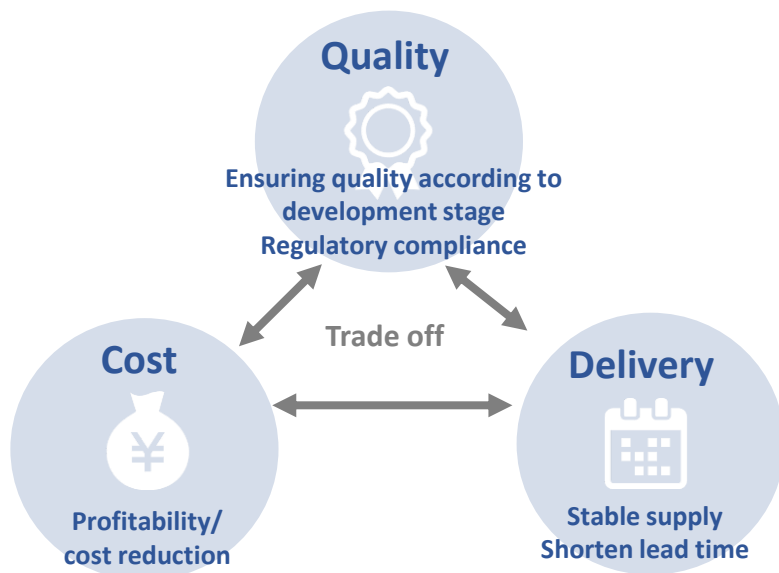 Quality
Ensuring quality according to
development stage
Regulatory compliance
Trade off
Cost
¥
Profitability/
cost reduction
Delivery
Stable supply
Shorten lead time